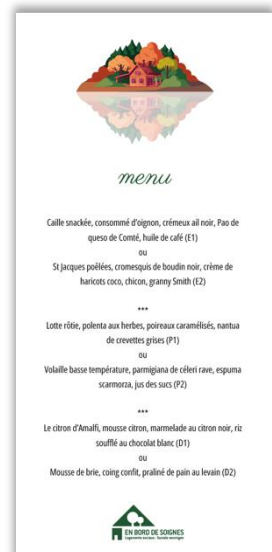 menu
Caille snackée, consommé d'oignon, crémeux ail noir, Pao de
queso de Comté, huile de café (E1)
ou
St Jacques poêlées, cromesquis de boudin noir, crème de
haricots coco, chicon, granny Smith (E2)
***
Lotte rôtie, polenta aux herbes, poireaux caramélisés, nantua
de crevettes grises (P1)
ou
Volaille basse température, parmigiana de céleri rave, espuma
scarmorza, jus des sucs (P2)
***
Le citron d'Amalfi, mousse citron, marmelade au citron noir, riz
soufflé au chocolat blanc (D1)
ou
Mousse de brie, coing confit, praliné de pain au levain (D2)
EN BORD DE SOIGNES
Logements sociaux, Sociale woningen